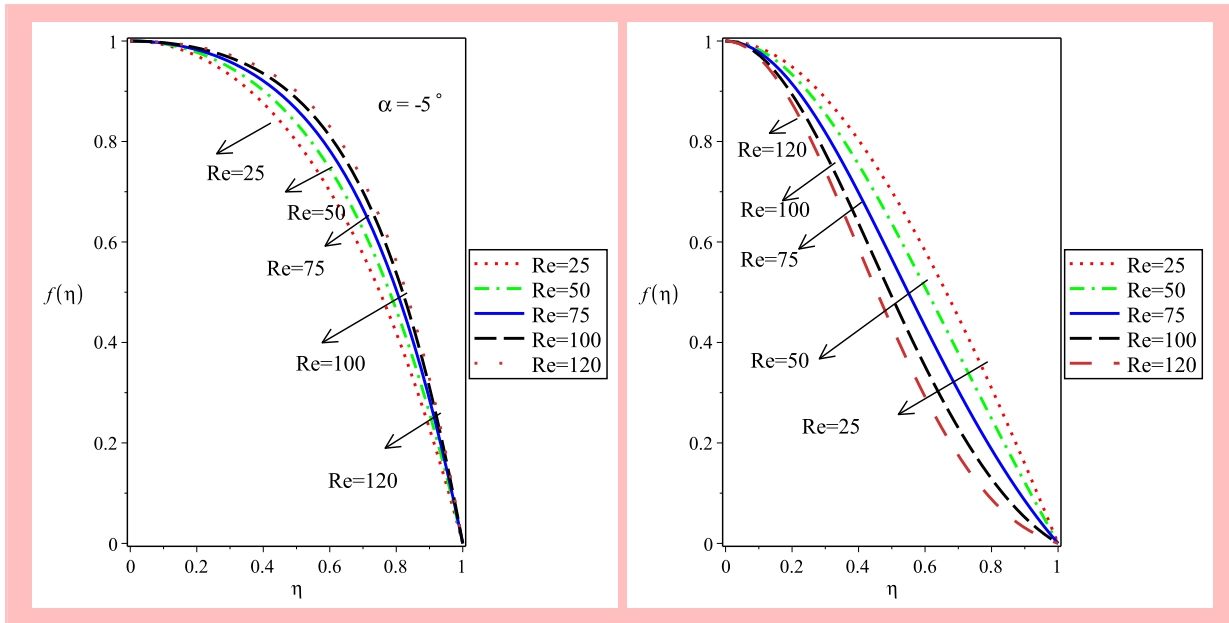 1
0.8
0.6
0.4
0.2
0
0
0.2
0.4
0.6
0.8
1
f(η)
η
α = -5°
Re=25
Re=50
Re=75
Re=100
Re=120
Re=25
Re=50
Re=75
Re=100
Re=120
1
0.8
0.6
0.4
0.2
0
0
0.2
0.4
0.6
0.8
1
f(η)
η
Re=120
Re=100
Re=75
Re=50
Re=25
Re=25
Re=50
Re=75
Re=100
Re=120